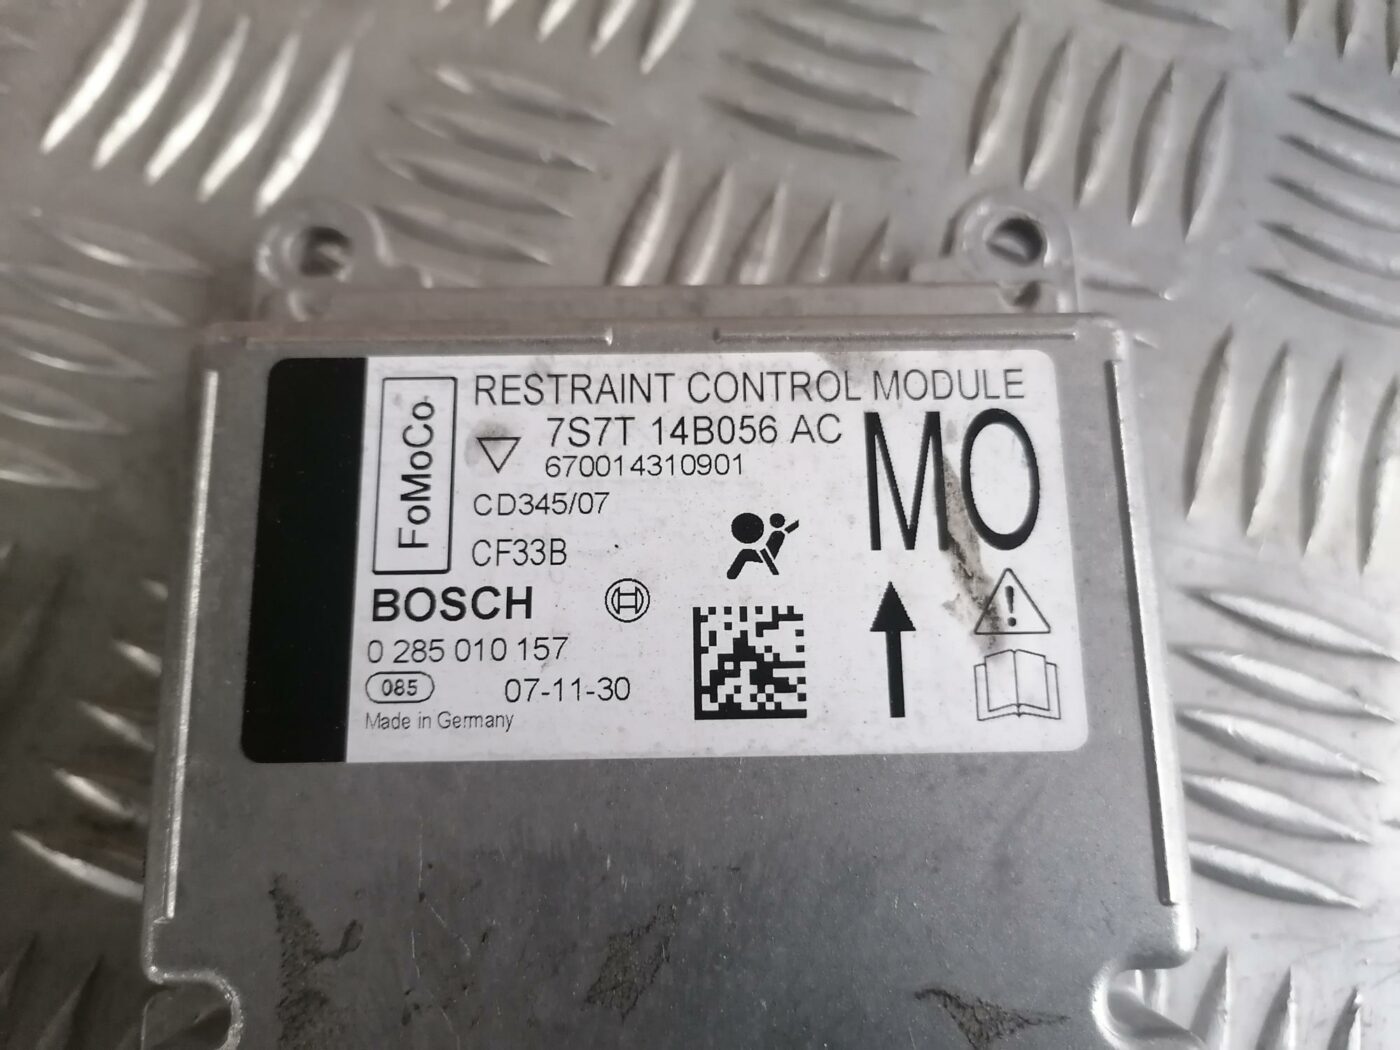 FoMoCo
RESTRAINT CONTROL MODULE
7S7T 14B056 AC
670014310901
MO
CD345/07
CF33B
BOSCH
0 285 010 157
085 07-11-30
Made in Germany